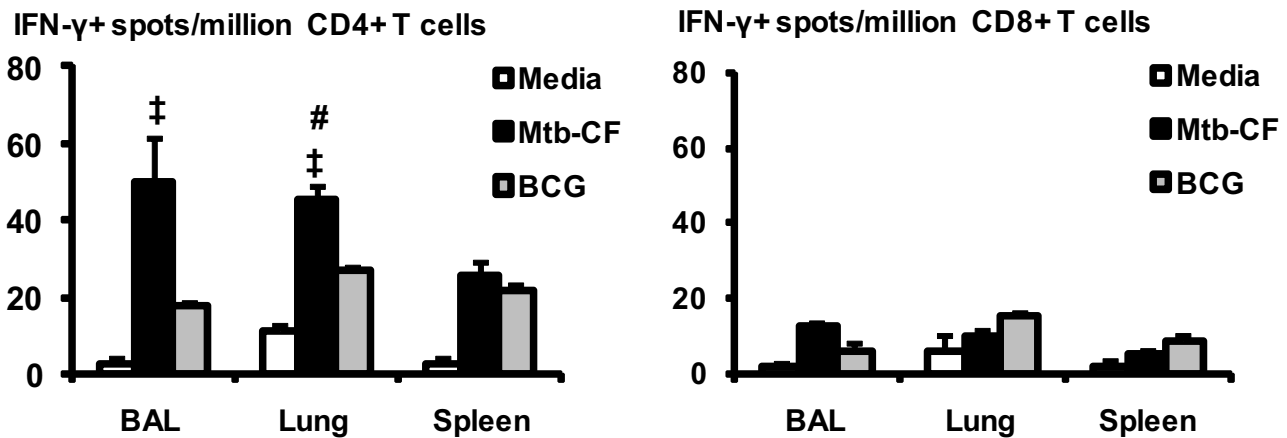 IFN-γ+ spots/million CD4+ T cells
80
60
40
20
0
‡
#
‡
Media
Mtb-CF
BCG
BAL Lung Spleen
IFN-γ+ spots/million CD8+ T cells
80
60
40
20
0
Media
Mtb-CF
BCG
BAL Lung Spleen